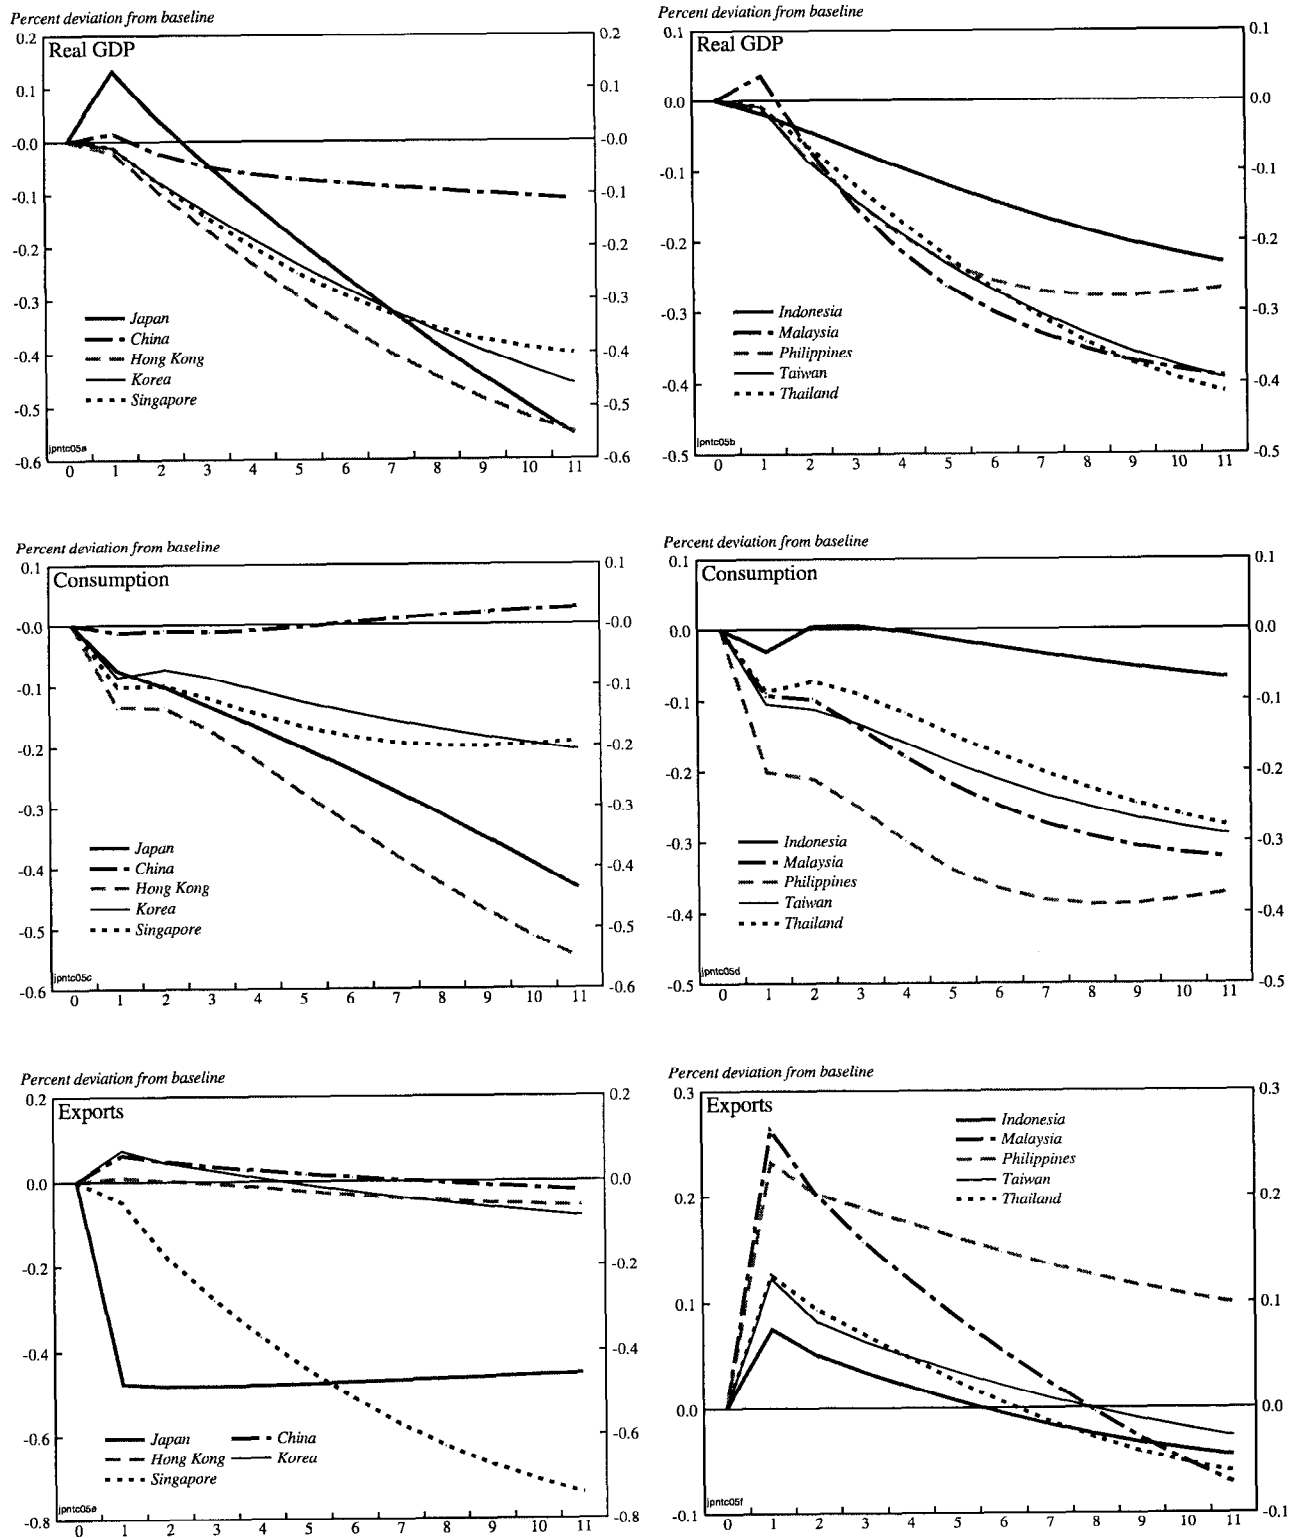 Percent deviation from baseline
Real GDP
0.2
0.1
-0.0
-0.1
-0.2
-0.3
-0.4
-0.5
-0.6
0.2
0.1
-0.0
-0.1
-0.2
-0.3
-0.4
-0.5
-0.6
Japan
China
Hong Kong
Korea
Singapore
jpntc05a
0 1 2 3 4 5 6 7 8 9 10 11
Percent deviation from baseline
Real GDP
0.1
0.0
-0.1
-0.2
-0.3
-0.4
-0.5
0.1
0.0
-0.1
-0.2
-0.3
-0.4
-0.5
Indonesia
Malaysia
Philippines
Taiwan
Thailand
jpntc05b
0 1 2 3 4 5 6 7 8 9 10 11
Percent deviation from baseline
Consumption
0.1
-0.0
-0.1
-0.2
-0.3
-0.4
-0.5
-0.6
0.1
-0.0
-0.1
-0.2
-0.3
-0.4
-0.5
-0.6
Japan
China
Hong Kong
Korea
Singapore
jpntc05c
0 1 2 3 4 5 6 7 8 9 10 11
Percent deviation from baseline
Consumption
0.1
0.0
-0.1
-0.2
-0.3
-0.4
-0.5
0.1
0.0
-0.1
-0.2
-0.3
-0.4
-0.5
Indonesia
Malaysia
Philippines
Taiwan
Thailand
jpntc05d
0 1 2 3 4 5 6 7 8 9 10 11
Percent deviation from baseline
Exports
0.2
0.0
-0.2
-0.4
-0.6
-0.8
0.2
0.0
-0.2
-0.4
-0.6
-0.8
Japan China
Hong Kong Korea
Singapore
jpntc05e
0 1 2 3 4 5 6 7 8 9 10 11
Percent deviation from baseline
Exports
0.3
0.2
0.1
0.0
-0.1
0.3
0.2
0.1
0.0
-0.1
Indonesia
Malaysia
Philippines
Taiwan
Thailand
jpntc05f
0 1 2 3 4 5 6 7 8 9 10 11